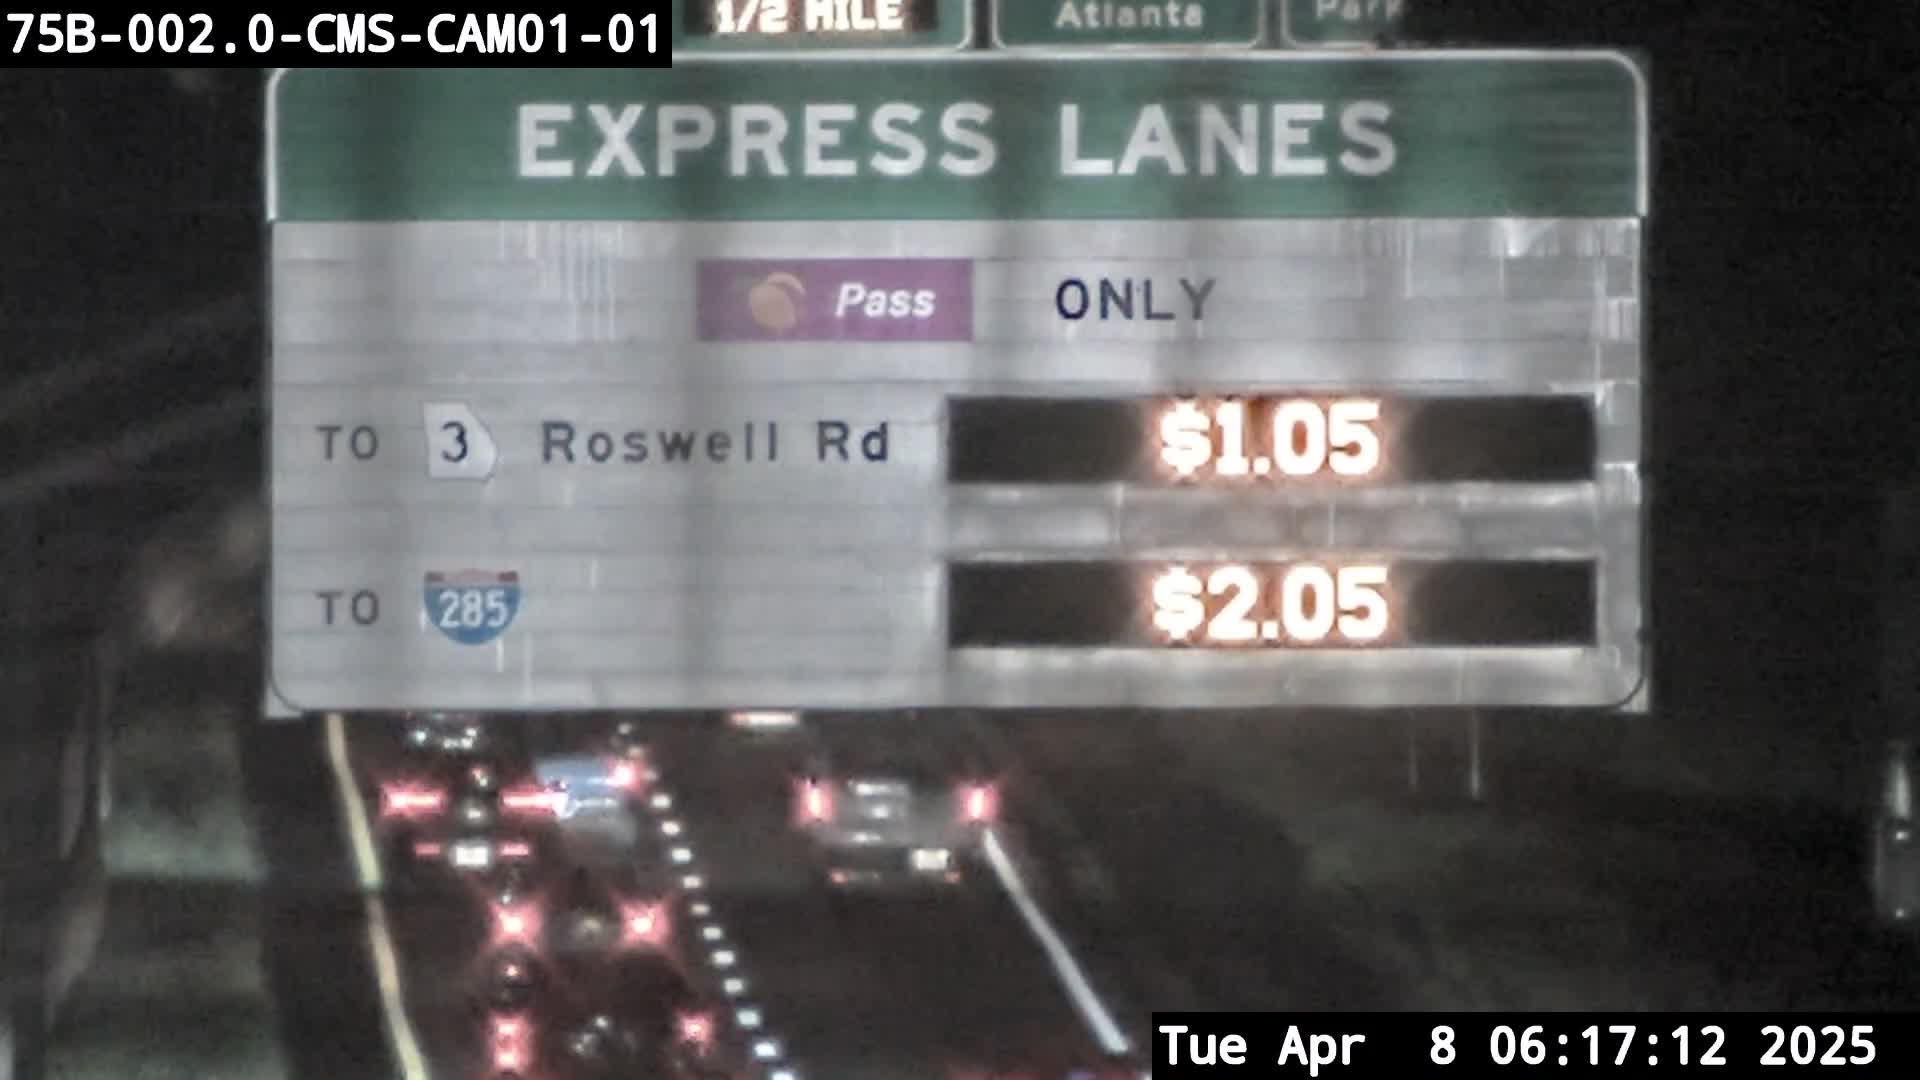 75B-002.0-CMS-CAM01-01
1/2 MILE
Atlanta
Park
EXPRESS LANES
Pass ONLY
TO 3 Roswell Rd $1.05
TO 285 $2.05
Tue Apr 8 06:17:12 2025